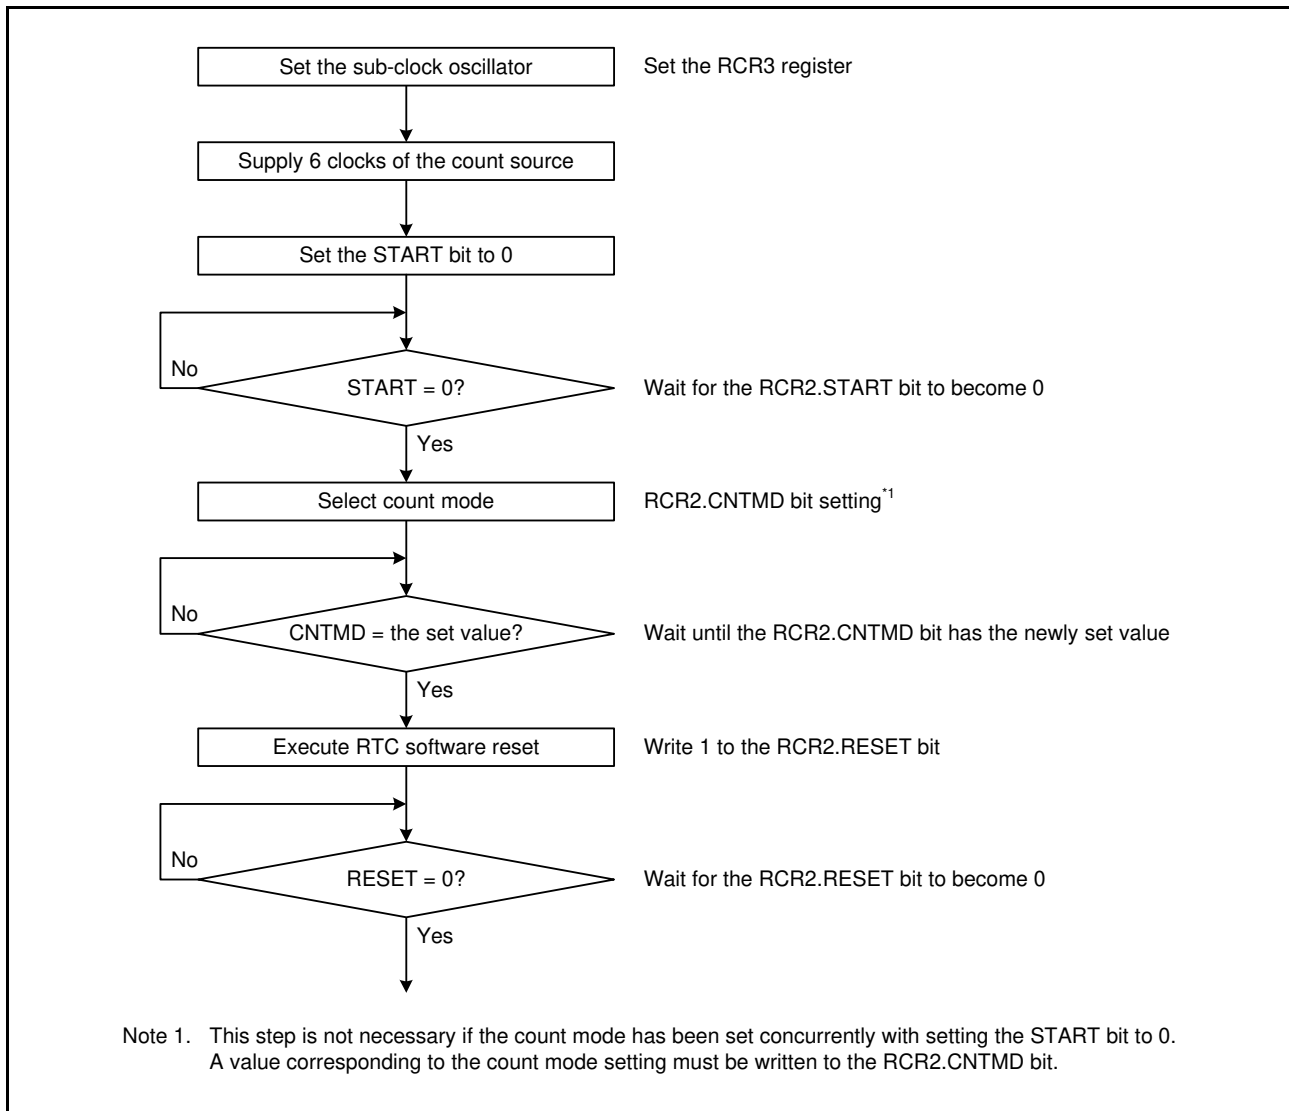 Set the sub-clock oscillator
Set the RCR3 register
Supply 6 clocks of the count source
Set the START bit to 0
No
START = 0?
Wait for the RCR2.START bit to become 0
Yes
Select count mode
RCR2.CNTMD bit setting*1
No
CNTMD = the set value?
Wait until the RCR2.CNTMD bit has the newly set value
Yes
Execute RTC software reset
Write 1 to the RCR2.RESET bit
No
RESET = 0?
Wait for the RCR2.RESET bit to become 0
Yes
Note 1. This step is not necessary if the count mode has been set concurrently with setting the START bit to 0.
A value corresponding to the count mode setting must be written to the RCR2.CNTMD bit.